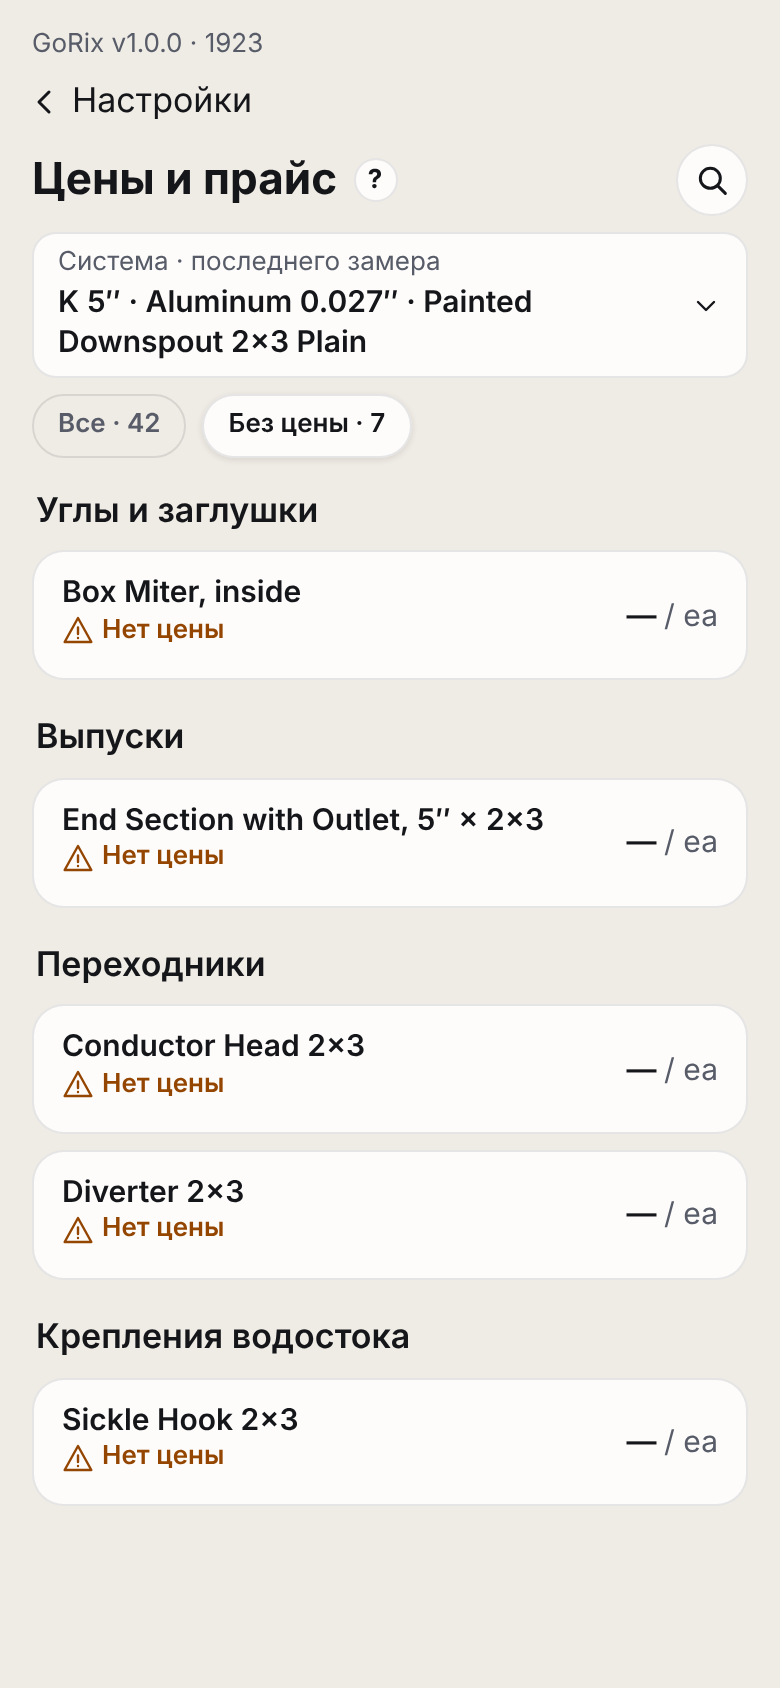 GoRix v1.0.0 · 1923
Настройки
Цены и прайс ?
Система · последнего замера
K 5″ · Aluminum 0.027″ · Painted
Downspout 2×3 Plain
Все · 42 Без цены · 7
Углы и заглушки
Box Miter, inside
Нет цены
— / ea
Выпуски
End Section with Outlet, 5″ × 2×3
Нет цены
— / ea
Переходники
Conductor Head 2×3
Нет цены
— / ea
Diverter 2×3
Нет цены
— / ea
Крепления водостока
Sickle Hook 2×3
Нет цены
— / ea